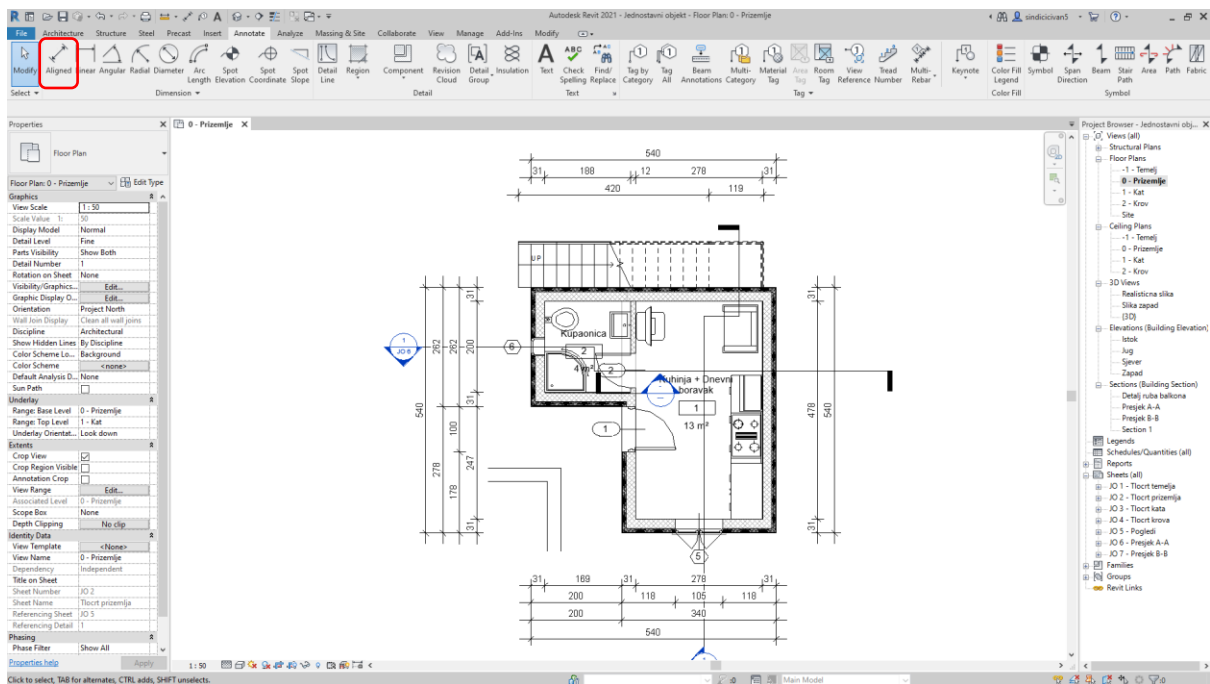 Autodesk Revit 2021 - Jednostavni objekt - Floor Plan: 0 - Prizemlje
sindicicivan5
File Architecture Structure Steel Precast Insert Annotate Analyze Massing & Site Collaborate View Manage Add-Ins Modify
Modify Aligned Linear Angular Radial Diameter Arc Length Spot Elevation Spot Coordinate Spot Slope Detail Line Region Component Revision Cloud Detail Group Insulation Text Check Spelling Find/ Replace Tag by Category Tag All Beam Annotations Multi- Category Material Tag Area Tag Room Tag View Reference Tread Number Multi- Rebar Keynote Color Fill Legend Symbol Span Direction Beam Stair Path Area Path Fabric
Select Dimension Detail Text Tag Color Fill Symbol
Properties
Floor Plan
Floor Plan: 0 - Prizemlje Edit Type
Graphics
View Scale 1 : 50
Scale Value 1: 50
Display Model Normal
Detail Level Fine
Parts Visibility Show Both
Detail Number 1
Rotation on Sheet None
Visibility/Graphics... Edit...
Graphic Display O... Edit...
Orientation Project North
Wall Join Display Clean all wall joins
Discipline Architectural
Show Hidden Lines By Discipline
Color Scheme Lo... Background
Color Scheme <none>
Default Analysis D... None
Sun Path
Underlay
Range: Base Level 0 - Prizemlje
Range: Top Level 1 - Kat
Underlay Orientat... Look down
Extents
Crop View
Crop Region Visible
Annotation Crop
View Range Edit...
Associated Level 0 - Prizemlje
Scope Box None
Depth Clipping No clip
Identity Data
View Template <None>
View Name 0 - Prizemlje
Dependency Independent
Title on Sheet
Sheet Number JO 2
Sheet Name Tlocrt prizemlja
Referencing Sheet JO 5
Referencing Detail 1
Phasing
Phase Filter Show All
Properties help Apply
0 - Prizemlje
540
31 188 12 278 31
420 119
UP
31
31
1
JO 6
262
262
200
6
Kupaonica
2
4 m²
2
Kuhinja + Dnevni
boravak
1
13 m²
31
540
100
1
478
540
278
247
178
31
31
5
31 169 31 278 31
200 118 105 118
200 340
540
1 : 50
Project Browser - Jednostavni obj...
Views (all)
Structural Plans
Floor Plans
-1 - Temelj
0 - Prizemlje
1 - Kat
2 - Krov
Site
Ceiling Plans
-1 - Temelj
0 - Prizemlje
1 - Kat
2 - Krov
3D Views
Realisticna slika
Slika zapad
{3D}
Elevations (Building Elevation)
Istok
Jug
Sjever
Zapad
Sections (Building Section)
Detalj ruba balkona
Presjek A-A
Presjek B-B
Section 1
Legends
Schedules/Quantities (all)
Reports
Sheets (all)
JO 1 - Tlocrt temelja
JO 2 - Tlocrt prizemlja
JO 3 - Tlocrt kata
JO 4 - Tlocrt krova
JO 5 - Pogledi
JO 6 - Presjek A-A
JO 7 - Presjek B-B
Families
Groups
Revit Links
Click to select, TAB for alternates, CTRL adds, SHIFT unselects.
:0
Main Model
:0